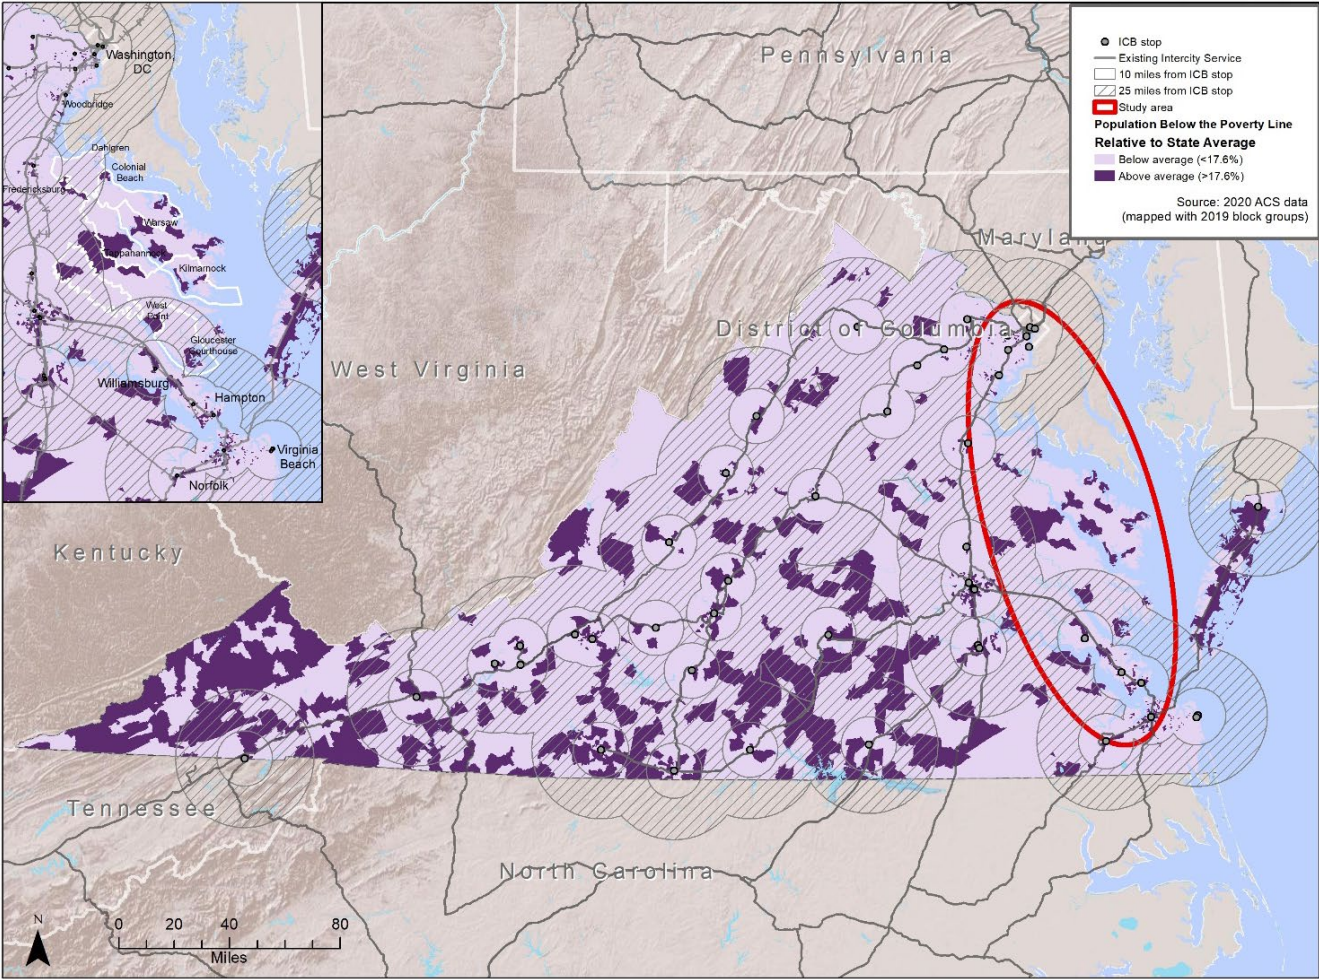 Washington,
DC
Woodbridge
Dahlgren
Colonial
Beach
Fredericksburg
Warsaw
Tappahannock
Kilmarnock
West
Point
Gloucester
Courthouse
Williamsburg
Hampton
Virginia
Beach
Norfolk
Pennsylvania
Maryland
District of Columbia
West Virginia
Kentucky
Tennessee
North Carolina
ICB stop
Existing Intercity Service
10 miles from ICB stop
25 miles from ICB stop
Study area
Population Below the Poverty Line
Relative to State Average
Below average (<17.6%)
Above average (>17.6%)
Source: 2020 ACS data
(mapped with 2019 block groups)
N
0 20 40 80
Miles